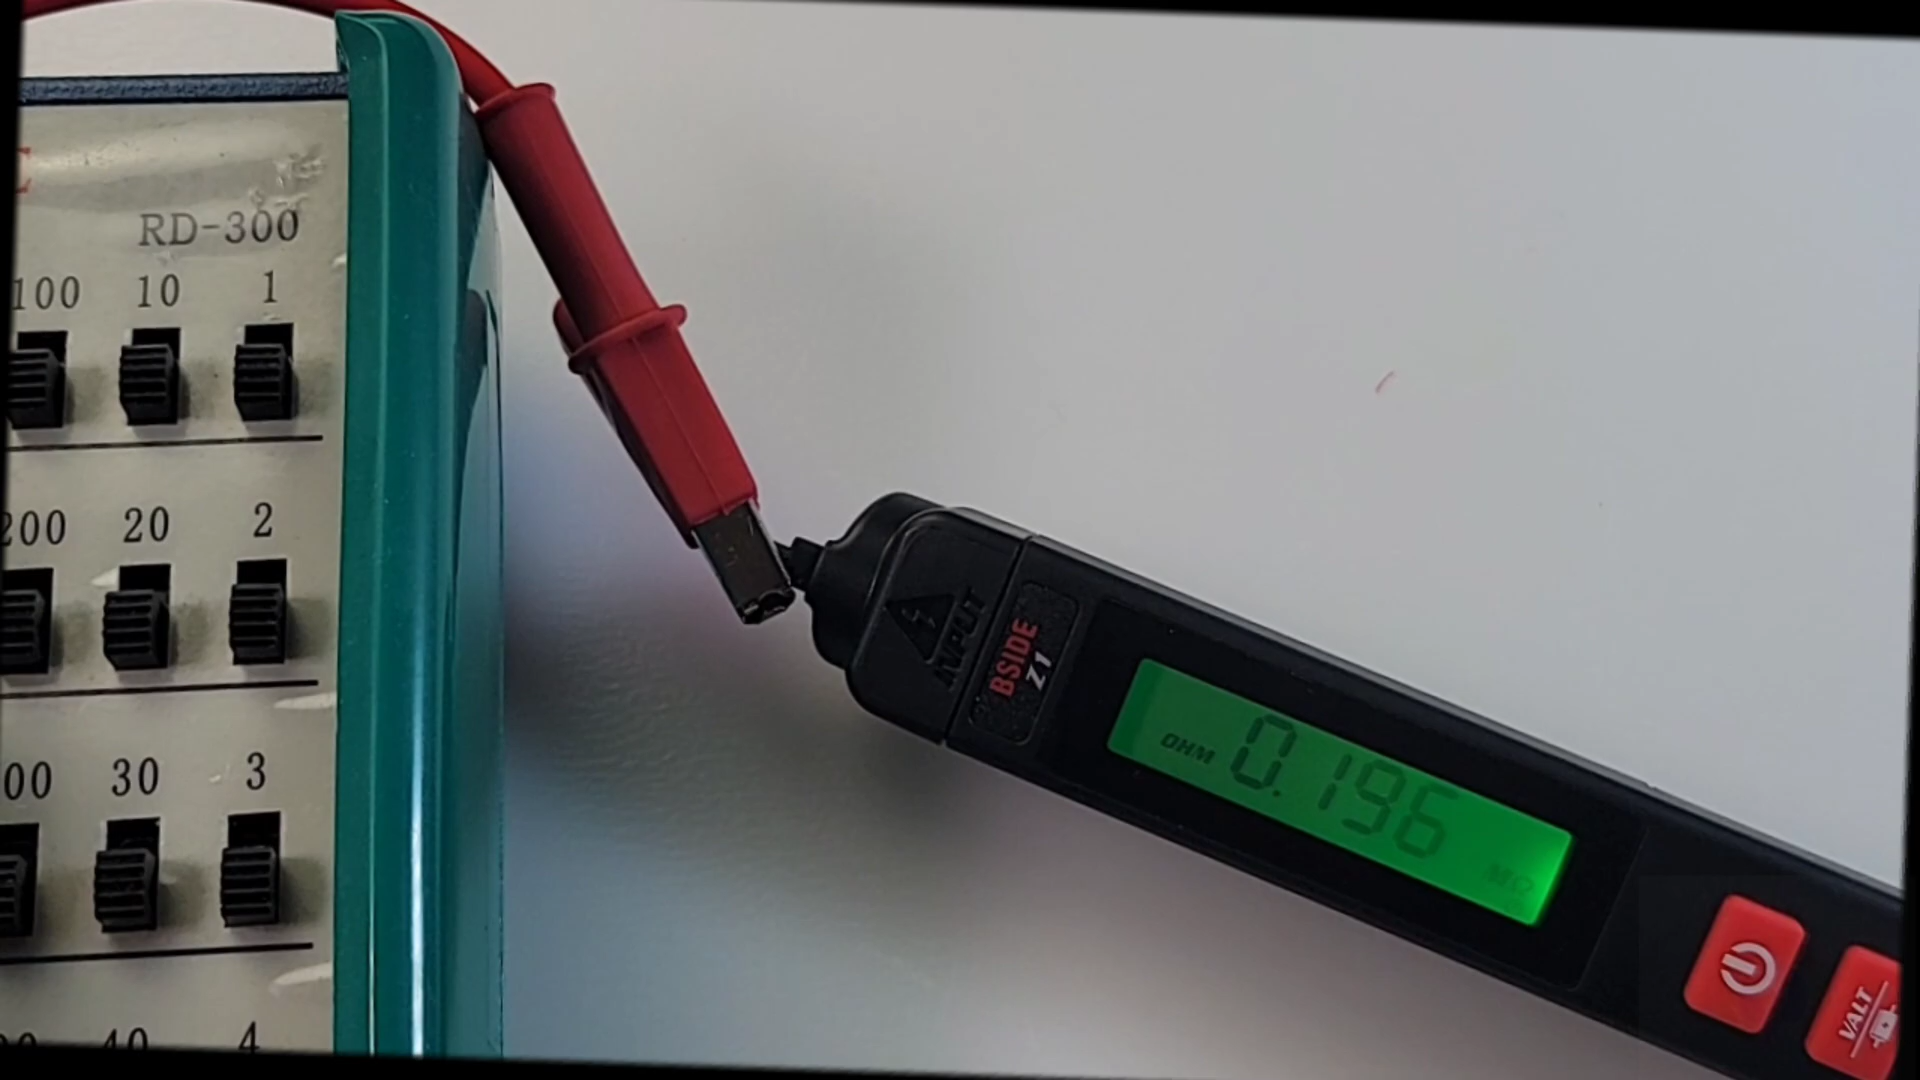 RD-300
100 10 1
200 20 2
00 30 3
40 4
INPUT
BSIDE
Z1
OHM 0.196 MΩ
VALT